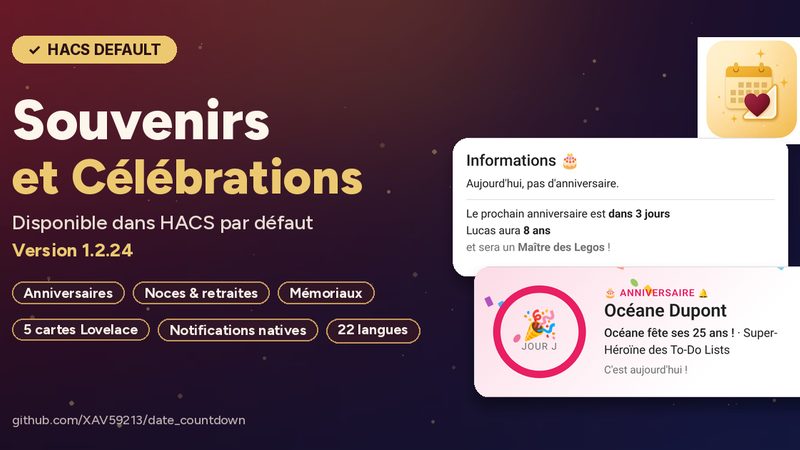 ✓ HACS DEFAULT
Souvenirs
et Célébrations
Disponible dans HACS par défaut
Version 1.2.24
Anniversaires
Noces & retraites
Mémoriaux
5 cartes Lovelace
Notifications natives
22 langues
github.com/XAV59213/date_countdown
Informations 🎂
Aujourd'hui, pas d'anniversaire.
Le prochain anniversaire est dans 3 jours
Lucas aura 8 ans
et sera un Maître des Legos !
🎂 ANNIVERSAIRE 🔔
Océane Dupont
Océane fête ses 25 ans ! · Super-
Héroïne des To-Do Lists
C'est aujourd'hui !
JOUR J